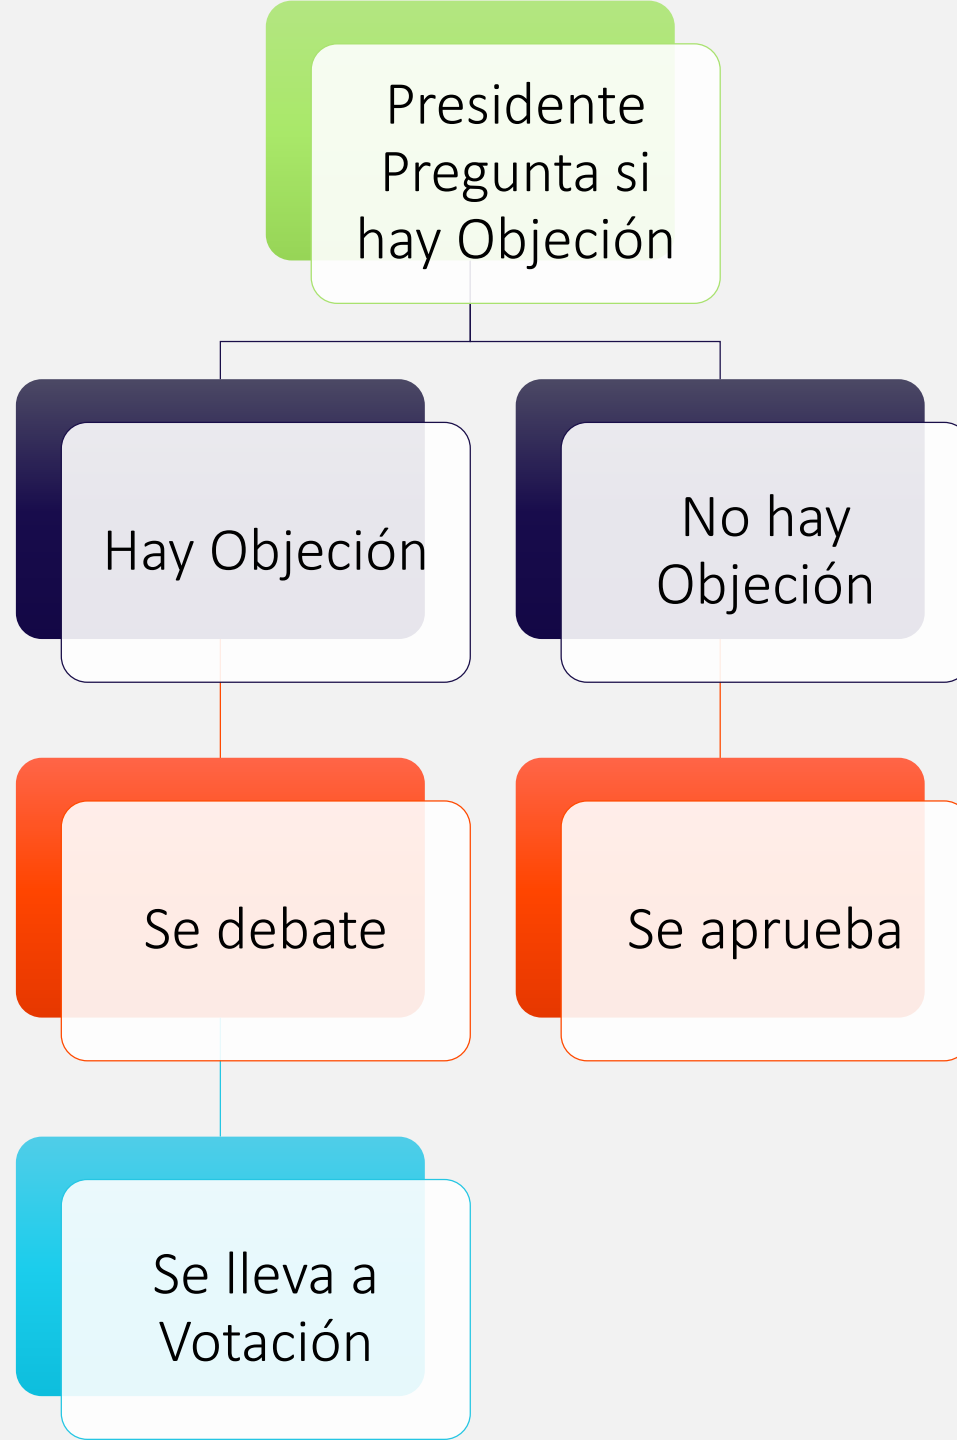 Presidente
Pregunta si
hay Objeción
Hay Objeción
No hay
Objeción
Se debate
Se aprueba
Se lleva a
Votación